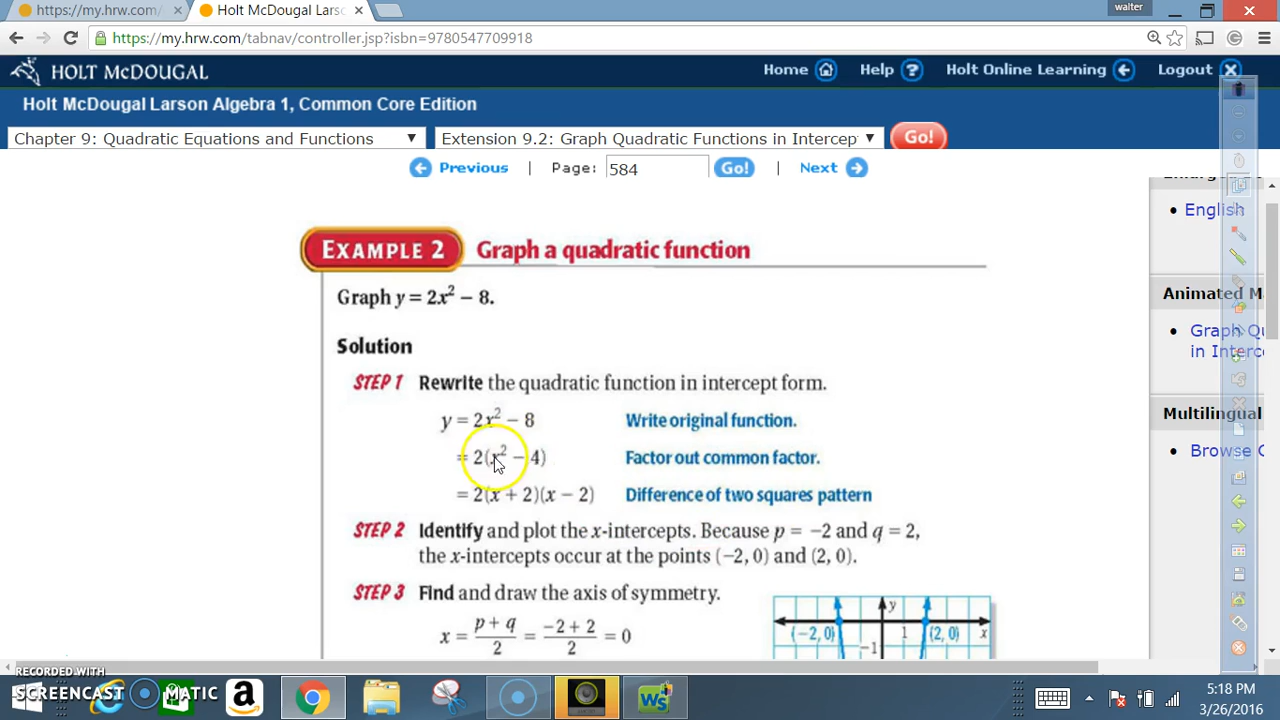 https://my.hrw.com/
Holt McDougal Lars
walter
https://my.hrw.com/tabnav/controller.jsp?isbn=9780547709918
HOLT McDOUGAL
Home
Help
Holt Online Learning
Logout
Holt McDougal Larson Algebra 1, Common Core Edition
Chapter 9: Quadratic Equations and Functions
Extension 9.2: Graph Quadratic Functions in Intercep
Go!
Previous | Page: 584 Go! | Next
English
EXAMPLE 2 Graph a quadratic function
Animated M
Graph y = 2x² − 8.
Graph Qu
in Interc
Solution
STEP 1 Rewrite the quadratic function in intercept form.
Multilingual
y = 2x² − 8 Write original function.
Browse G
= 2(x² − 4) Factor out common factor.
= 2(x + 2)(x − 2) Difference of two squares pattern
STEP 2 Identify and plot the x-intercepts. Because p = −2 and q = 2,
the x-intercepts occur at the points (−2, 0) and (2, 0).
STEP 3 Find and draw the axis of symmetry.
x = p + q / 2 = −2 + 2 / 2 = 0
y
(−2, 0) 1 (2, 0) x
−1
RECORDED WITH
SCREENCAST MATIC
5:18 PM
3/26/2016